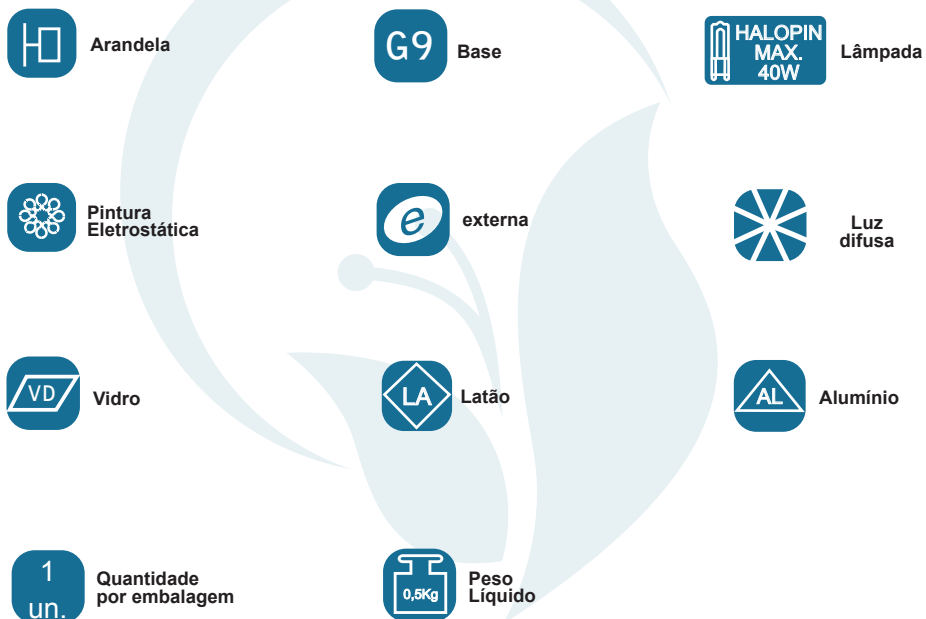 Arandela
G9
Base
HALOPIN
MAX.
40W
Lâmpada
Pintura
Eletrostática
e
externa
Luz
difusa
VD
Vidro
LA
Latão
AL
Alumínio
1
un.
Quantidade
por embalagem
0,5Kg
Peso
Líquido